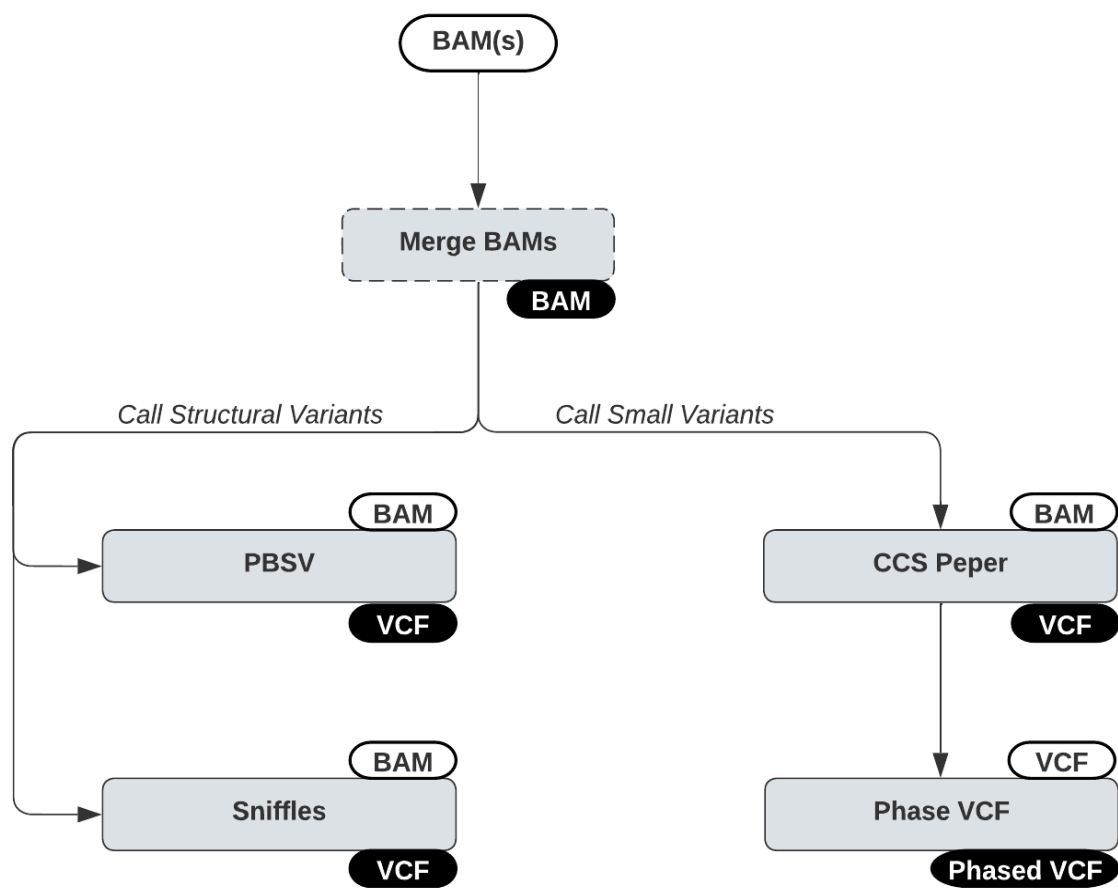 BAM(s)
Merge BAMs
BAM
Call Structural Variants
Call Small Variants
BAM
PBSV
VCF
BAM
Sniffles
VCF
BAM
CCS Peper
VCF
VCF
Phase VCF
Phased VCF